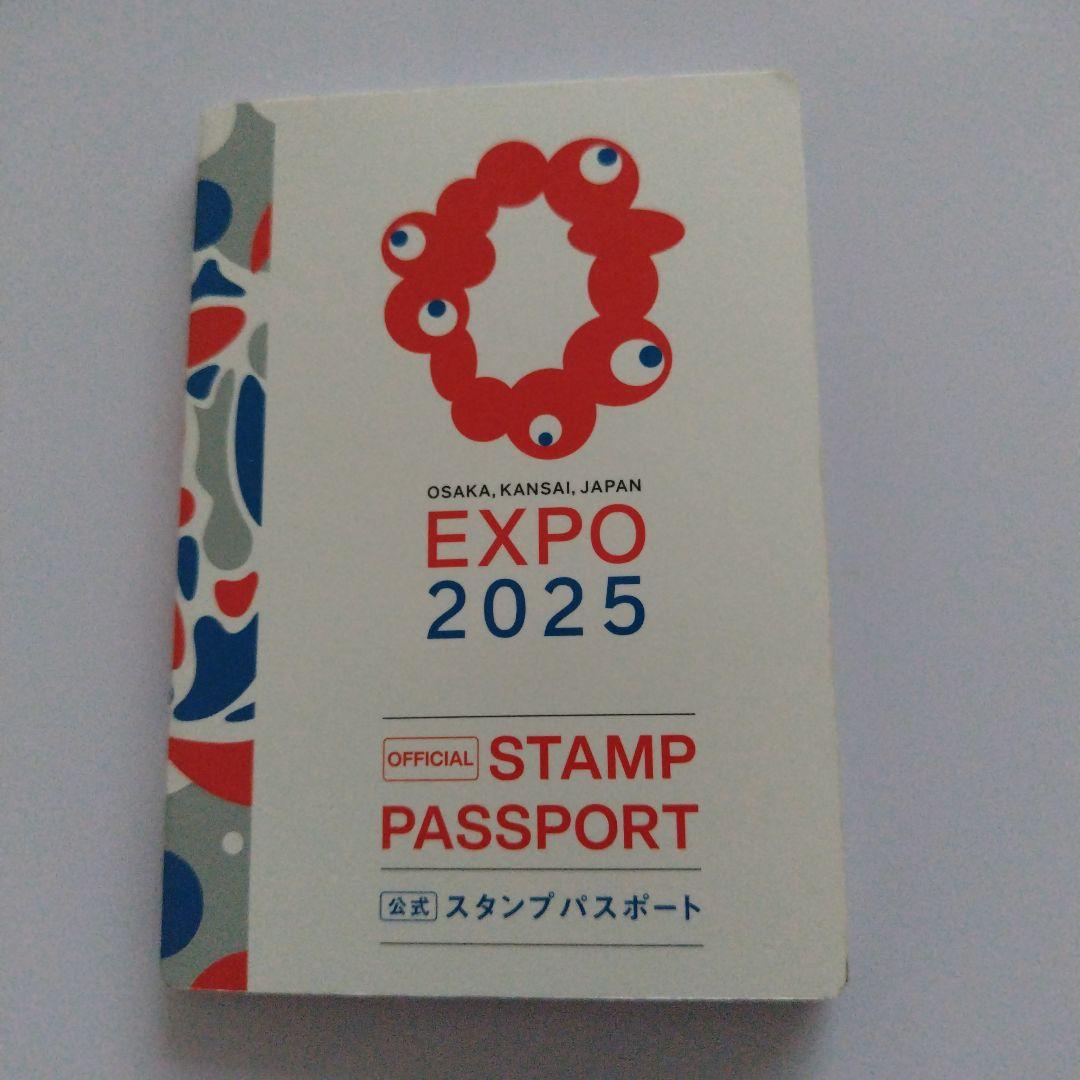 OSAKA, KANSAI, JAPAN
EXPO
2025
OFFICIAL STAMP
PASSPORT
公式 スタンプパスポート